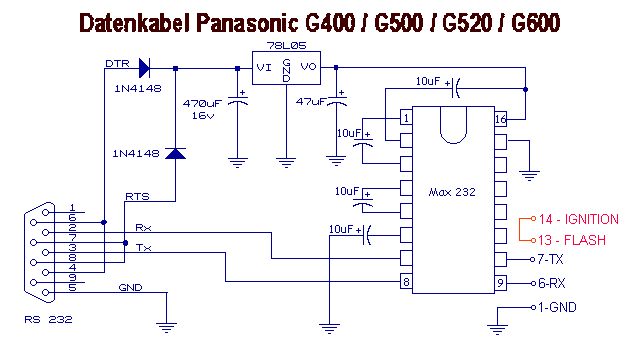 Datenkabel Panasonic G400 / G500 / G520 / G600
78L05
DTR
VI
GND
VO
10uF
1N4148
470uF
16v
47uF
1
16
10uF
1N4148
Max 232
RTS
10uF
1
6
2
7
3
8
4
9
5
Rx
10uF
14 - IGNITION
13 - FLASH
Tx
7-TX
GND
8
9
6-RX
1-GND
RS 232